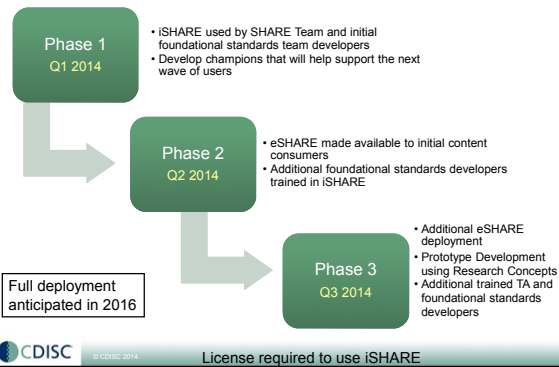 Phase 1
Q1 2014
• iSHARE used by SHARE Team and initial
foundational standards team developers
• Develop champions that will help support the next
wave of users
Phase 2
Q2 2014
• eSHARE made available to initial content
consumers
• Additional foundational standards developers
trained in iSHARE
Phase 3
Q3 2014
• Additional eSHARE
deployment
• Prototype Development
using Research Concepts
• Additional trained TA and
foundational standards
developers
Full deployment
anticipated in 2016
CDISC
© CDISC 2014
License required to use iSHARE